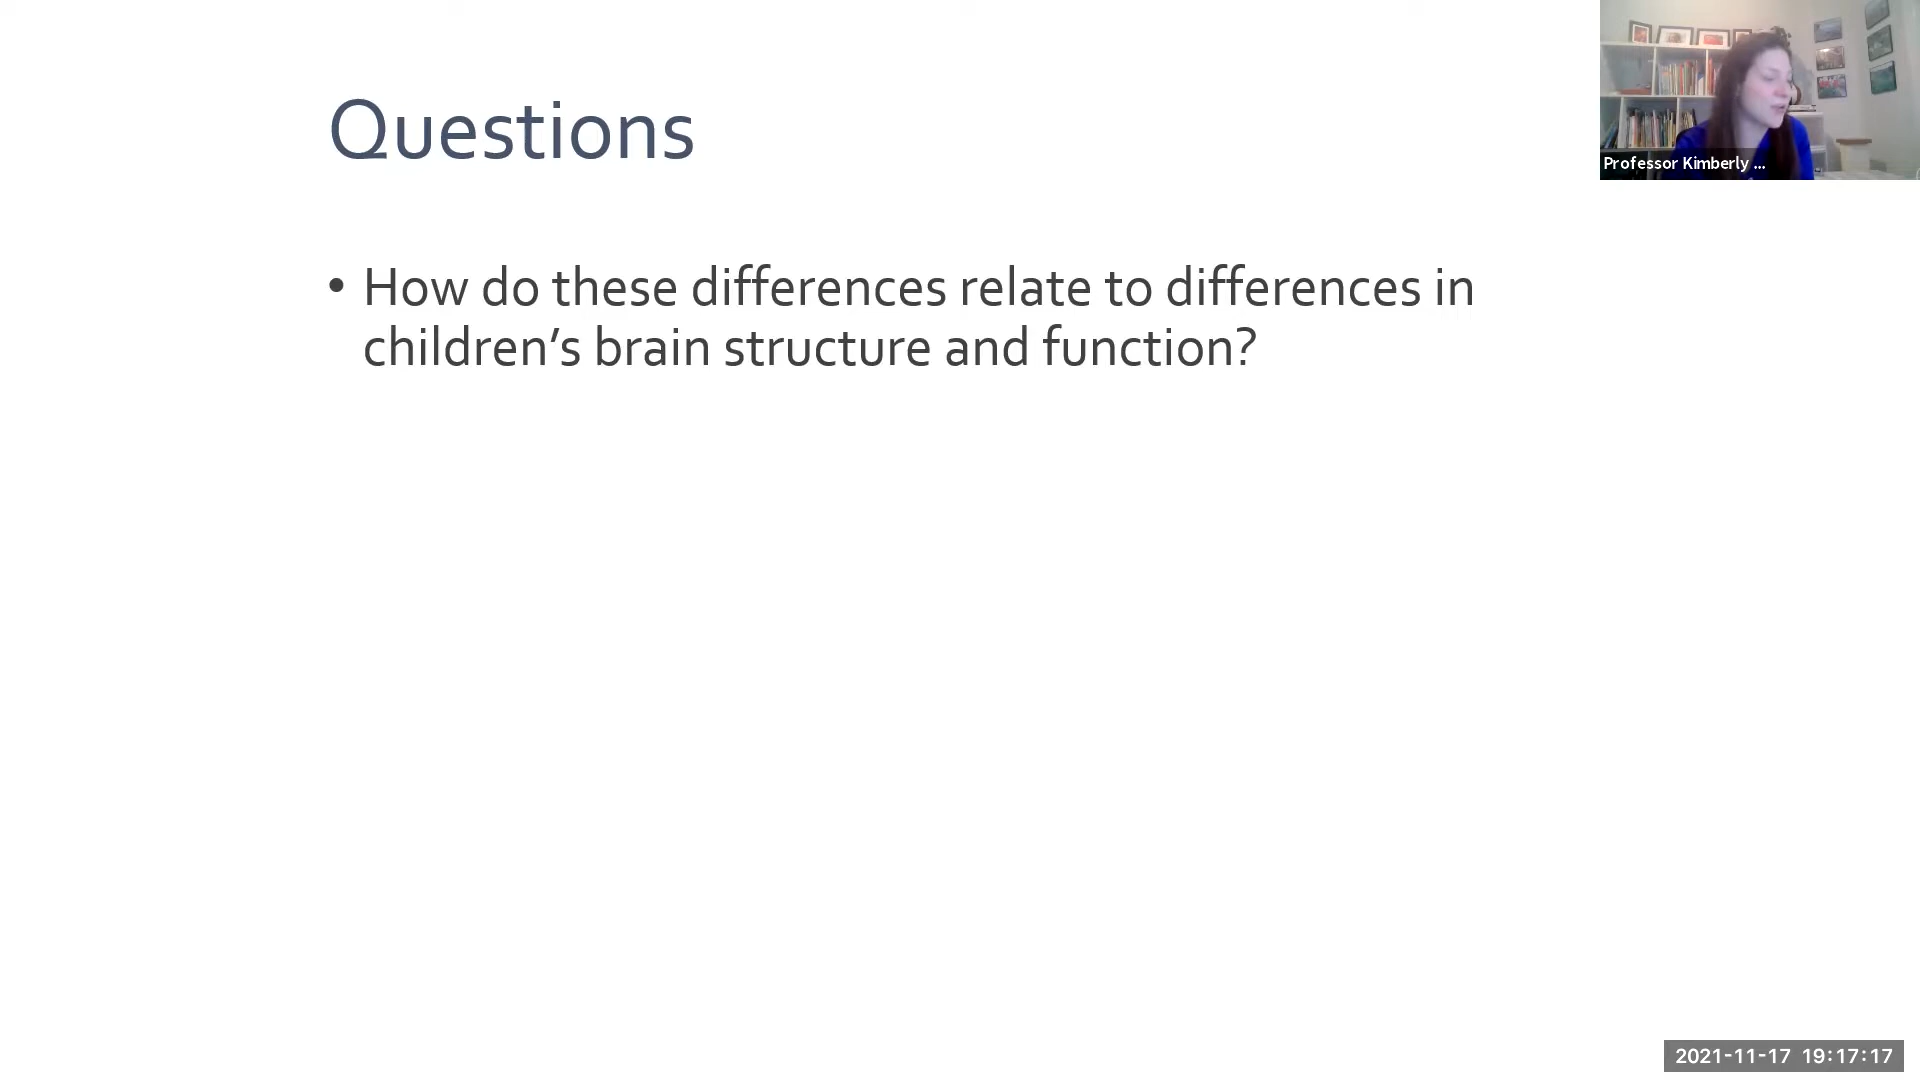 Questions
Professor Kimberly ...
• How do these differences relate to differences in
children’s brain structure and function?
2021-11-17 19:17:17